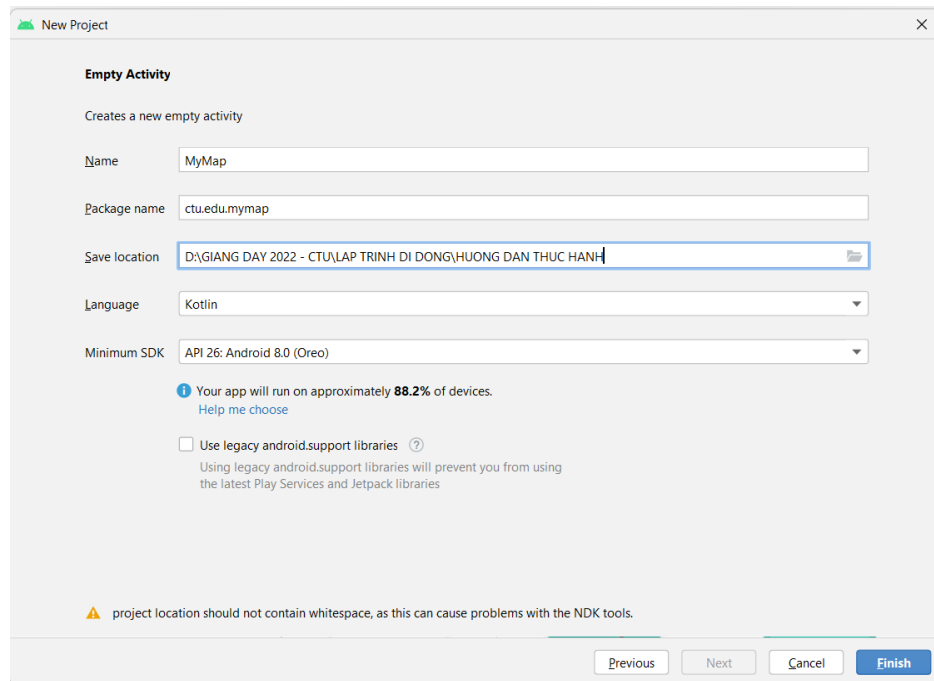 New Project
Empty Activity
Creates a new empty activity
Name MyMap
Package name ctu.edu.mymap
Save location D:\GIANG DAY 2022 - CTU\LAP TRINH DI DONG\HUONG DAN THUC HANH
Language Kotlin
Minimum SDK API 26: Android 8.0 (Oreo)
Your app will run on approximately 88.2% of devices.
Help me choose
Use legacy android.support libraries ?
Using legacy android.support libraries will prevent you from using
the latest Play Services and Jetpack libraries
project location should not contain whitespace, as this can cause problems with the NDK tools.
Previous Next Cancel Finish